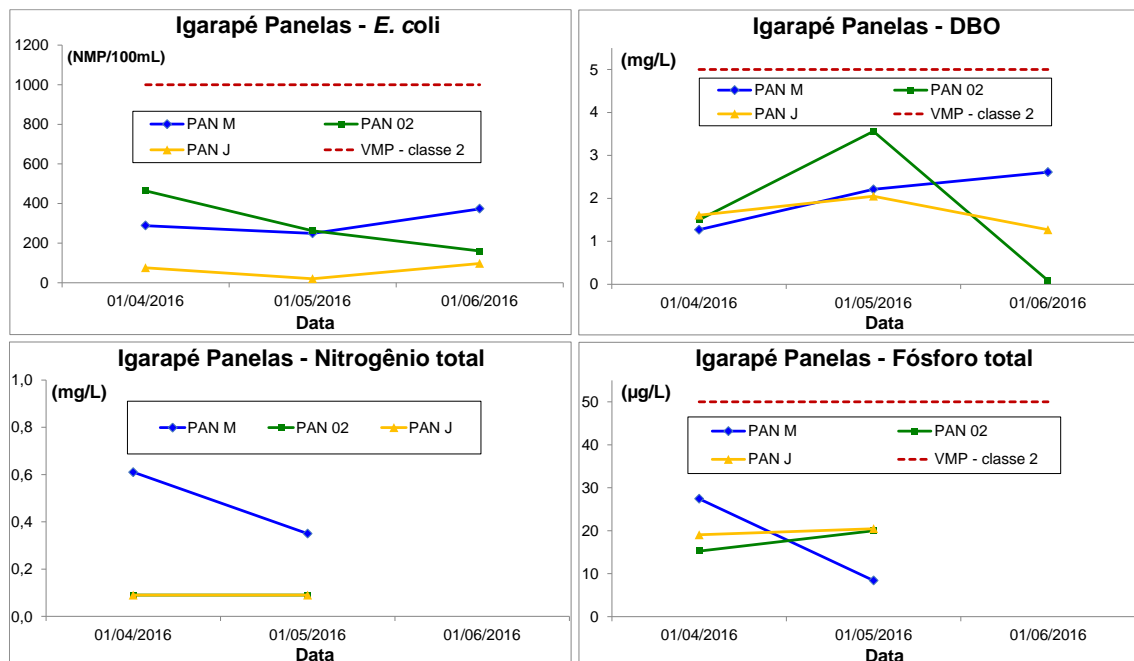 Igarapé Panelas - E. coli
(NMP/100mL)
1200
1000
800
600
400
200
0
PAN M
PAN 02
PAN J
VMP - classe 2
01/04/2016
01/05/2016
01/06/2016
Data
Igarapé Panelas - DBO
(mg/L)
5
4
3
2
1
0
PAN M
PAN 02
PAN J
VMP - classe 2
01/04/2016
01/05/2016
01/06/2016
Data
Igarapé Panelas - Nitrogênio total
(mg/L)
1,0
0,8
0,6
0,4
0,2
0,0
PAN M
PAN 02
PAN J
01/04/2016
01/05/2016
01/06/2016
Data
Igarapé Panelas - Fósforo total
(µg/L)
50
40
30
20
10
0
PAN M
PAN 02
PAN J
VMP - classe 2
01/04/2016
01/05/2016
01/06/2016
Data